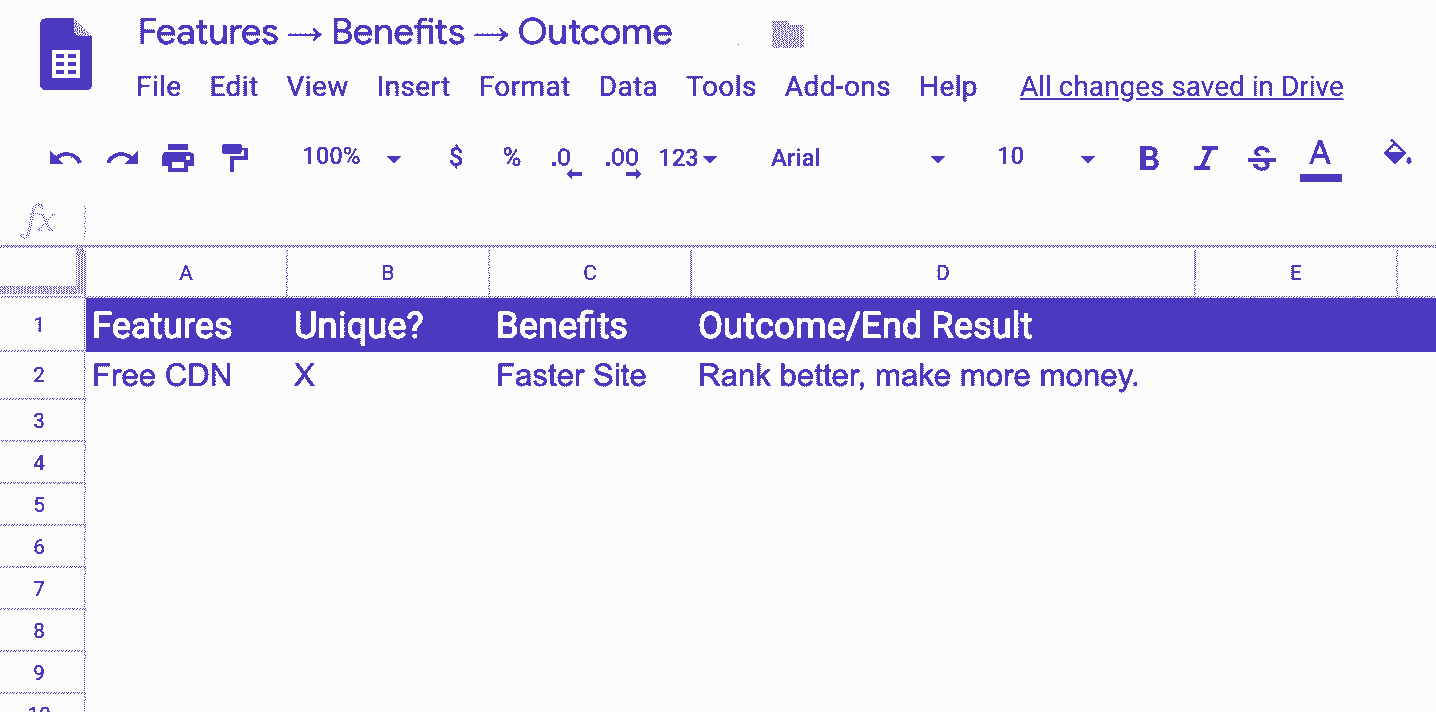 Features → Benefits → Outcome
File Edit View Insert Format Data Tools Add-ons Help All changes saved in Drive
100% $ % .0 .00 123 Arial 10 B I S A
fx
A B C D E
1 Features Unique? Benefits Outcome/End Result
2 Free CDN X Faster Site Rank better, make more money.
3
4
5
6
7
8
9
10